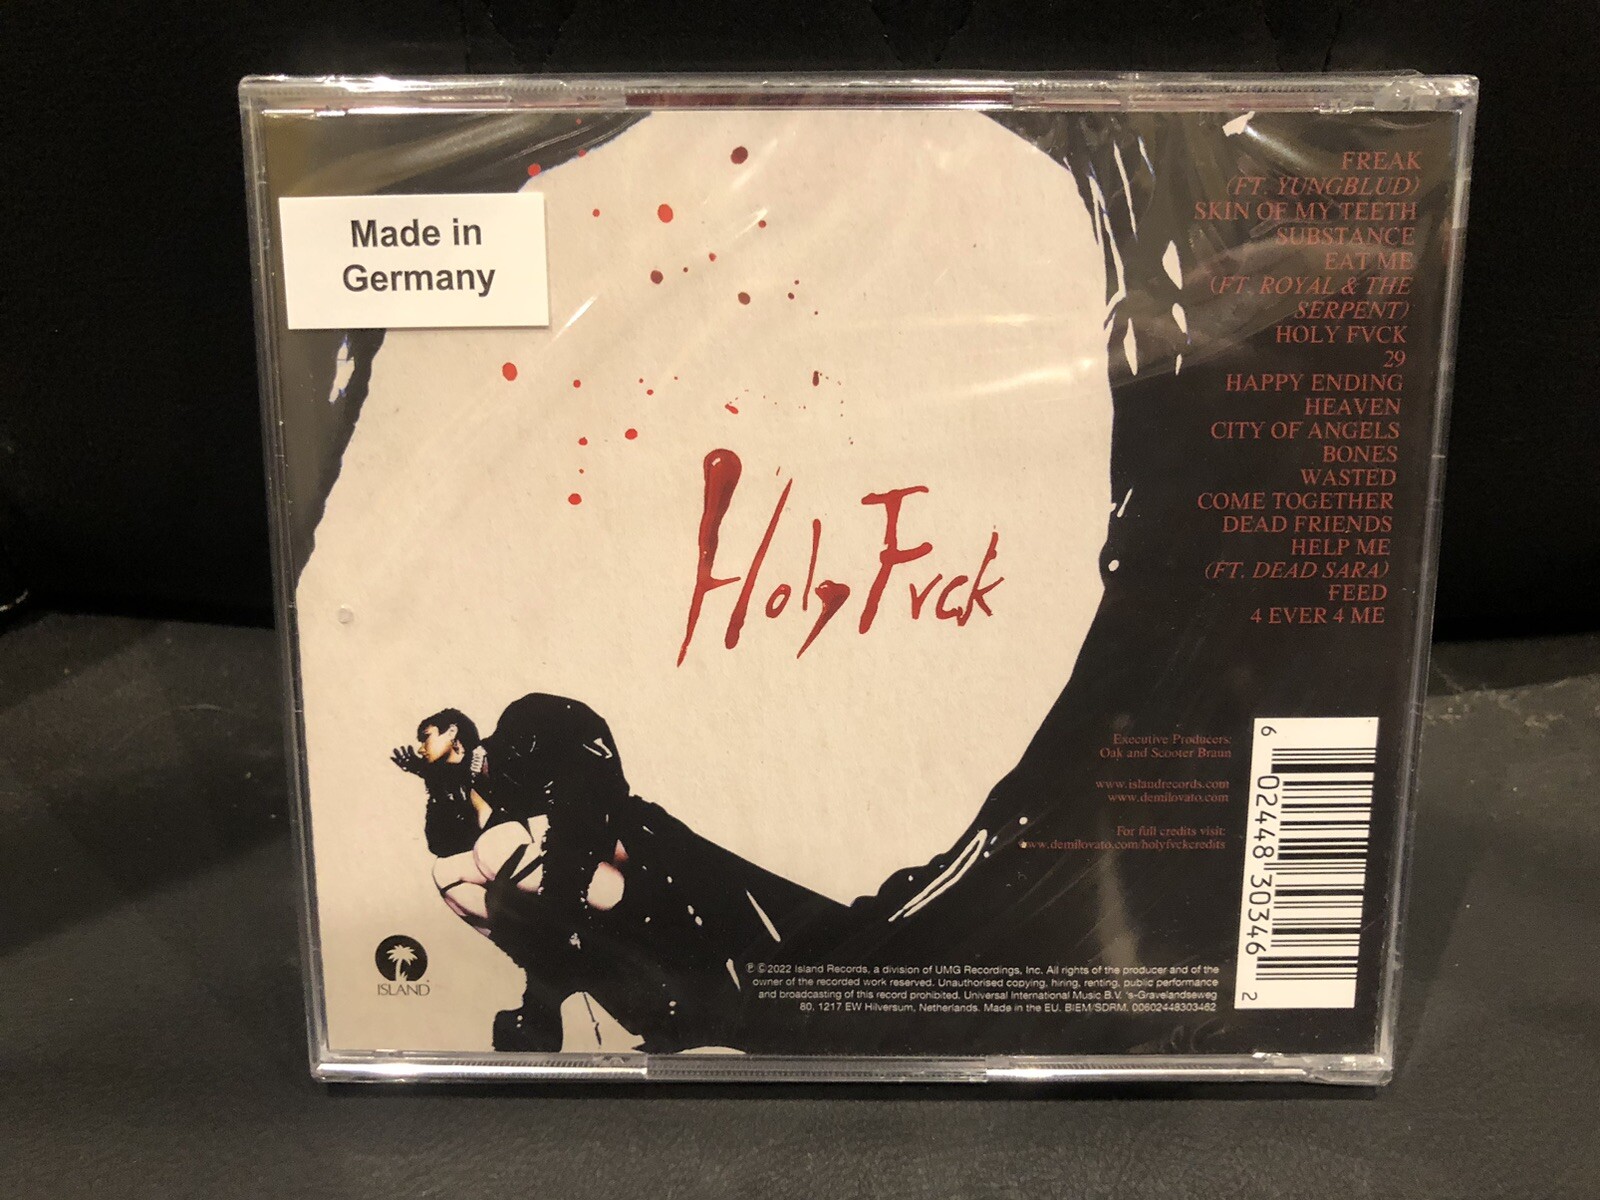 Made in
Germany
FREAK
(FT. YUNGBLUD)
SKIN OF MY TEETH
SUBSTANCE
EAT ME
(FT. ROYAL & THE
SERPENT)
HOLY FVCK
29
HAPPY ENDING
HEAVEN
CITY OF ANGELS
BONES
WASTED
COME TOGETHER
DEAD FRIENDS
HELP ME
(FT. DEAD SARA)
FEED
4 EVER 4 ME
Holy Fvck
Executive Producers:
Oak and Scooter Braun
www.islandrecords.com
www.demilovato.com
For full credits visit:
www.demilovato.com/holyfvckcredits
6 02448 30346 2
ISLAND
℗ ©2022 Island Records, a division of UMG Recordings, Inc. All rights of the producer and of the
owner of the recorded work reserved. Unauthorised copying, hiring, renting, public performance
and broadcasting of this record prohibited. Universal International Music B.V. 's-Gravelandseweg
80, 1217 EW Hilversum, Netherlands. Made in the EU. BIEM/SDRM. 00602448303462